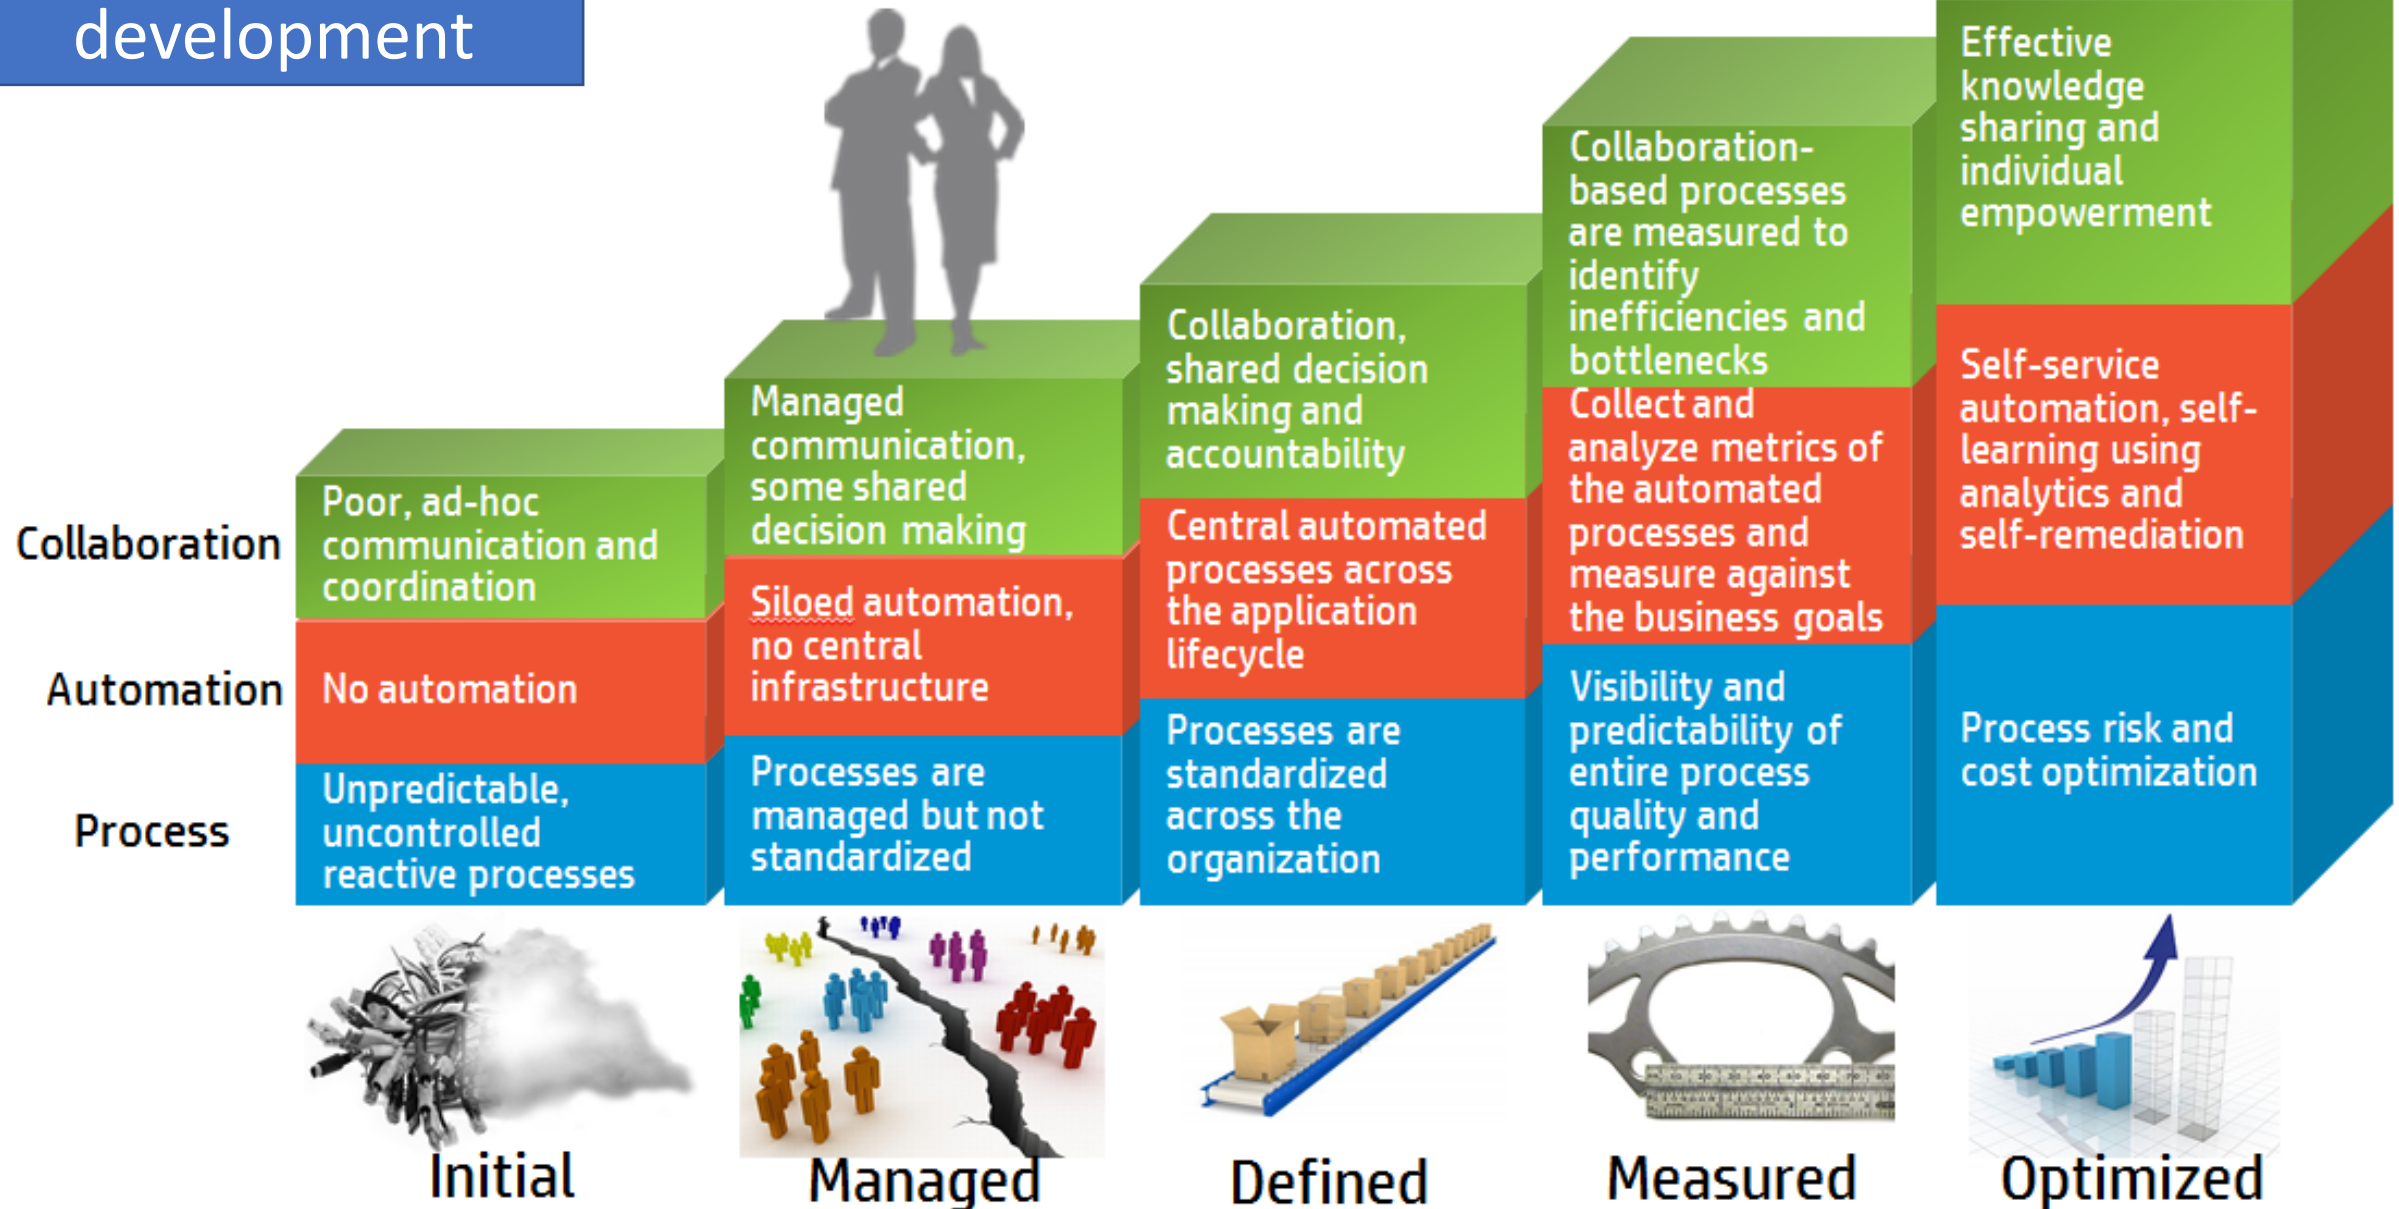 development
Effective
knowledge
sharing and
individual
empowerment
Collaboration-
based processes
are measured to
identify
inefficiencies and
bottlenecks
Collaboration,
shared decision
making and
accountability
Managed
communication,
some shared
decision making
Poor, ad-hoc
communication and
coordination
Collaboration
Self-service
automation, self-
learning using
analytics and
self-remediation
Collect and
analyze metrics of
the automated
processes and
measure against
the business goals
Central automated
processes across
the application
lifecycle
Siloed automation,
no central
infrastructure
No automation
Automation
Process risk and
cost optimization
Visibility and
predictability of
entire process
quality and
performance
Processes are
standardized
across the
organization
Processes are
managed but not
standardized
Unpredictable,
uncontrolled
reactive processes
Process
Initial
Managed
Defined
Measured
Optimized